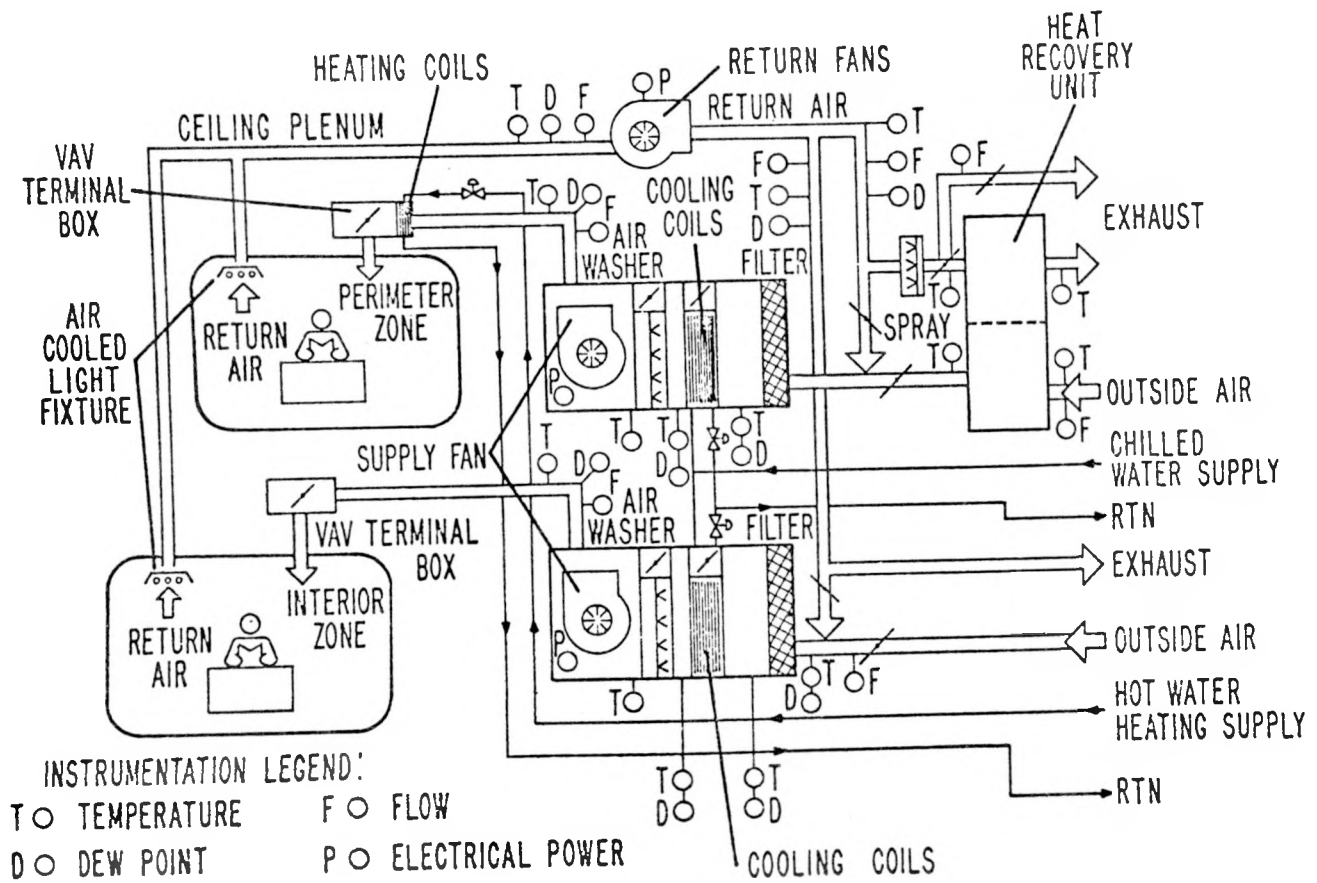 HEATING COILS
RETURN FANS
HEAT
RECOVERY
UNIT
P
T D F
RETURN AIR
T
CEILING PLENUM
VAV
TERMINAL
BOX
F
T
D
F
D
F
T D
F
COOLING
COILS
AIR
WASHER
FILTER
EXHAUST
PERIMETER
ZONE
RETURN
AIR
AIR
COOLED
LIGHT
FIXTURE
SPRAY
T
T
T
T
P
OUTSIDE AIR
F
T
T
D
T
D
CHILLED
WATER SUPPLY
SUPPLY FAN
T
D
F
AIR
WASHER
FILTER
RTN
VAV TERMINAL
BOX
EXHAUST
INTERIOR
ZONE
RETURN
AIR
P
OUTSIDE AIR
T
T
D
F
HOT WATER
HEATING SUPPLY
T
D
T
D
RTN
COOLING COILS
INSTRUMENTATION LEGEND:
T TEMPERATURE F FLOW
D DEW POINT P ELECTRICAL POWER